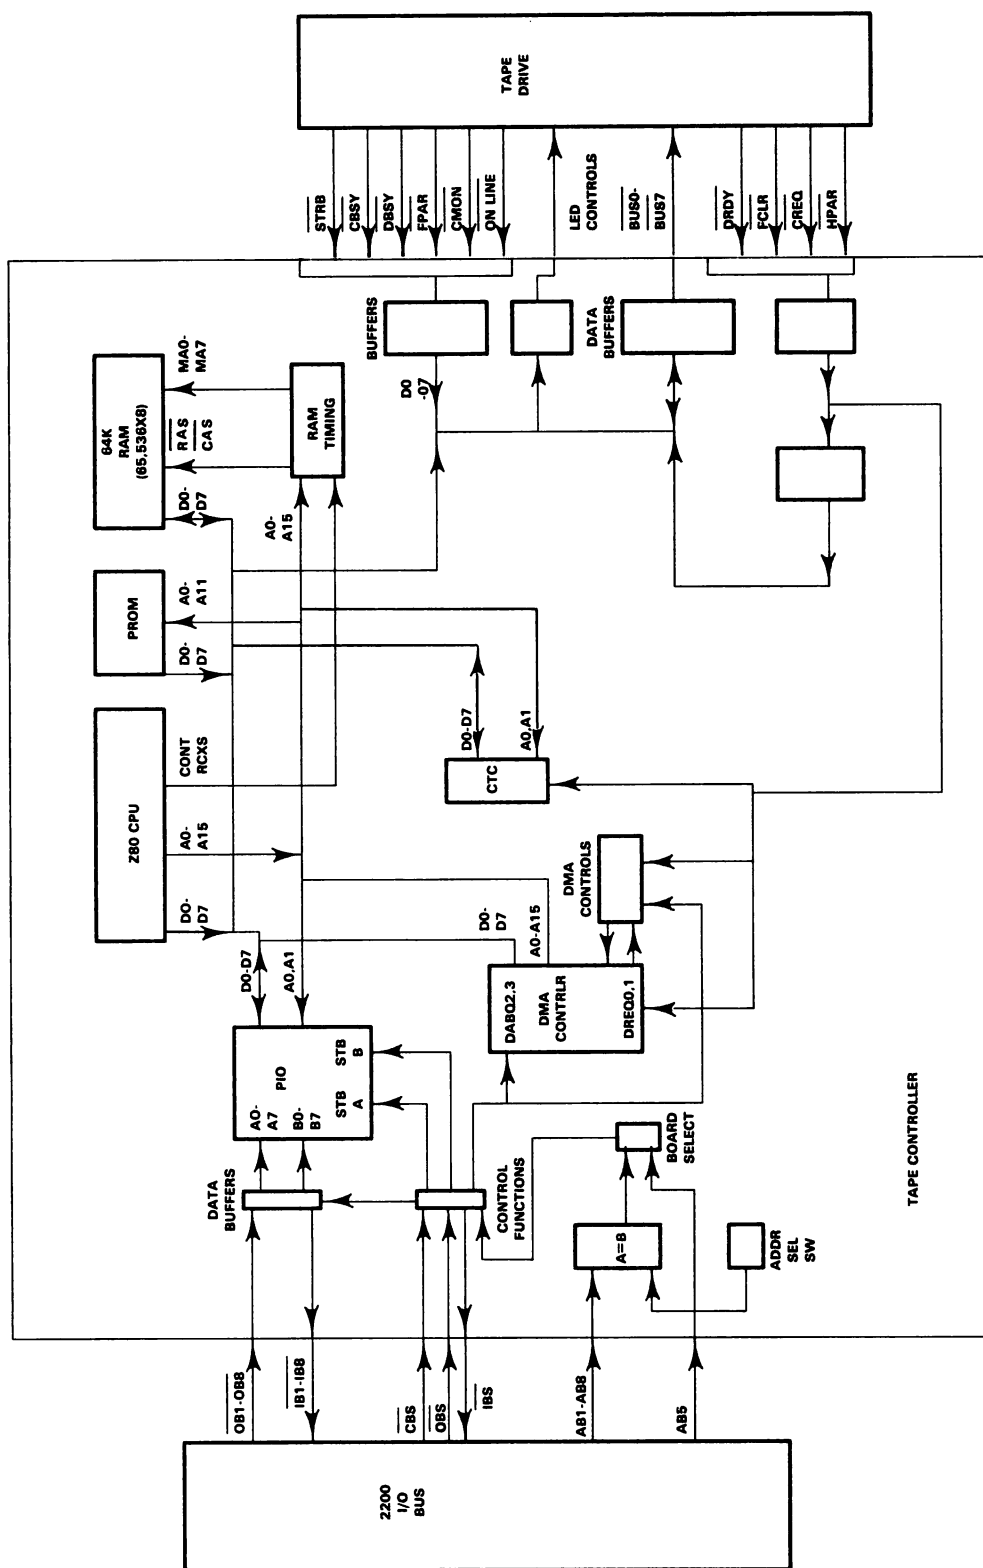 TAPE
DRIVE
STRB
CBSY
DBSY
FPAR
CMON
ON LINE
LED
CONTROLS
BUS0-
BUS7
DRDY
FCLR
CREQ
HPAR
BUFFERS
DATA
BUFFERS
D0
-07
64K
RAM
(65,536X8)
MA0-
MA7
RAS
CAS
D0-
D7
RAM
TIMING
A0-
A15
PROM
A0-
A11
D0-
D7
Z80 CPU
CONT
RCXS
A0-
A15
D0-
D7
D0-D7
A0,A1
CTC
DMA
CONTROLS
D0-
D7
A0-A15
DABQ2,3
DMA
CONTRLR
DREQ0,1
D0-D7
A0,A1
PIO
A0-
A7
B0-
B7
STB
A
STB
B
DATA
BUFFERS
CONTROL
FUNCTIONS
BOARD
SELECT
A=B
ADDR
SEL
SW
TAPE CONTROLLER
OB1-OB8
IB1-IB8
CBS
OBS
IBS
AB1-AB8
AB5
2200
I/O
BUS